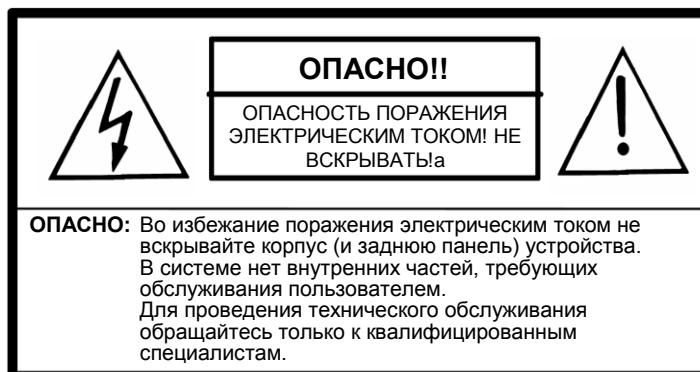 ОПАСНО!!
ОПАСНОСТЬ ПОРАЖЕНИЯ
ЭЛЕКТРИЧЕСКИМ ТОКОМ! НЕ
ВСКРЫВАТЬ!а
ОПАСНО: Во избежание поражения электрическим током не
вскрывайте корпус (и заднюю панель) устройства.
В системе нет внутренних частей, требующих
обслуживания пользователем.
Для проведения технического обслуживания
обращайтесь только к квалифицированным
специалистам.